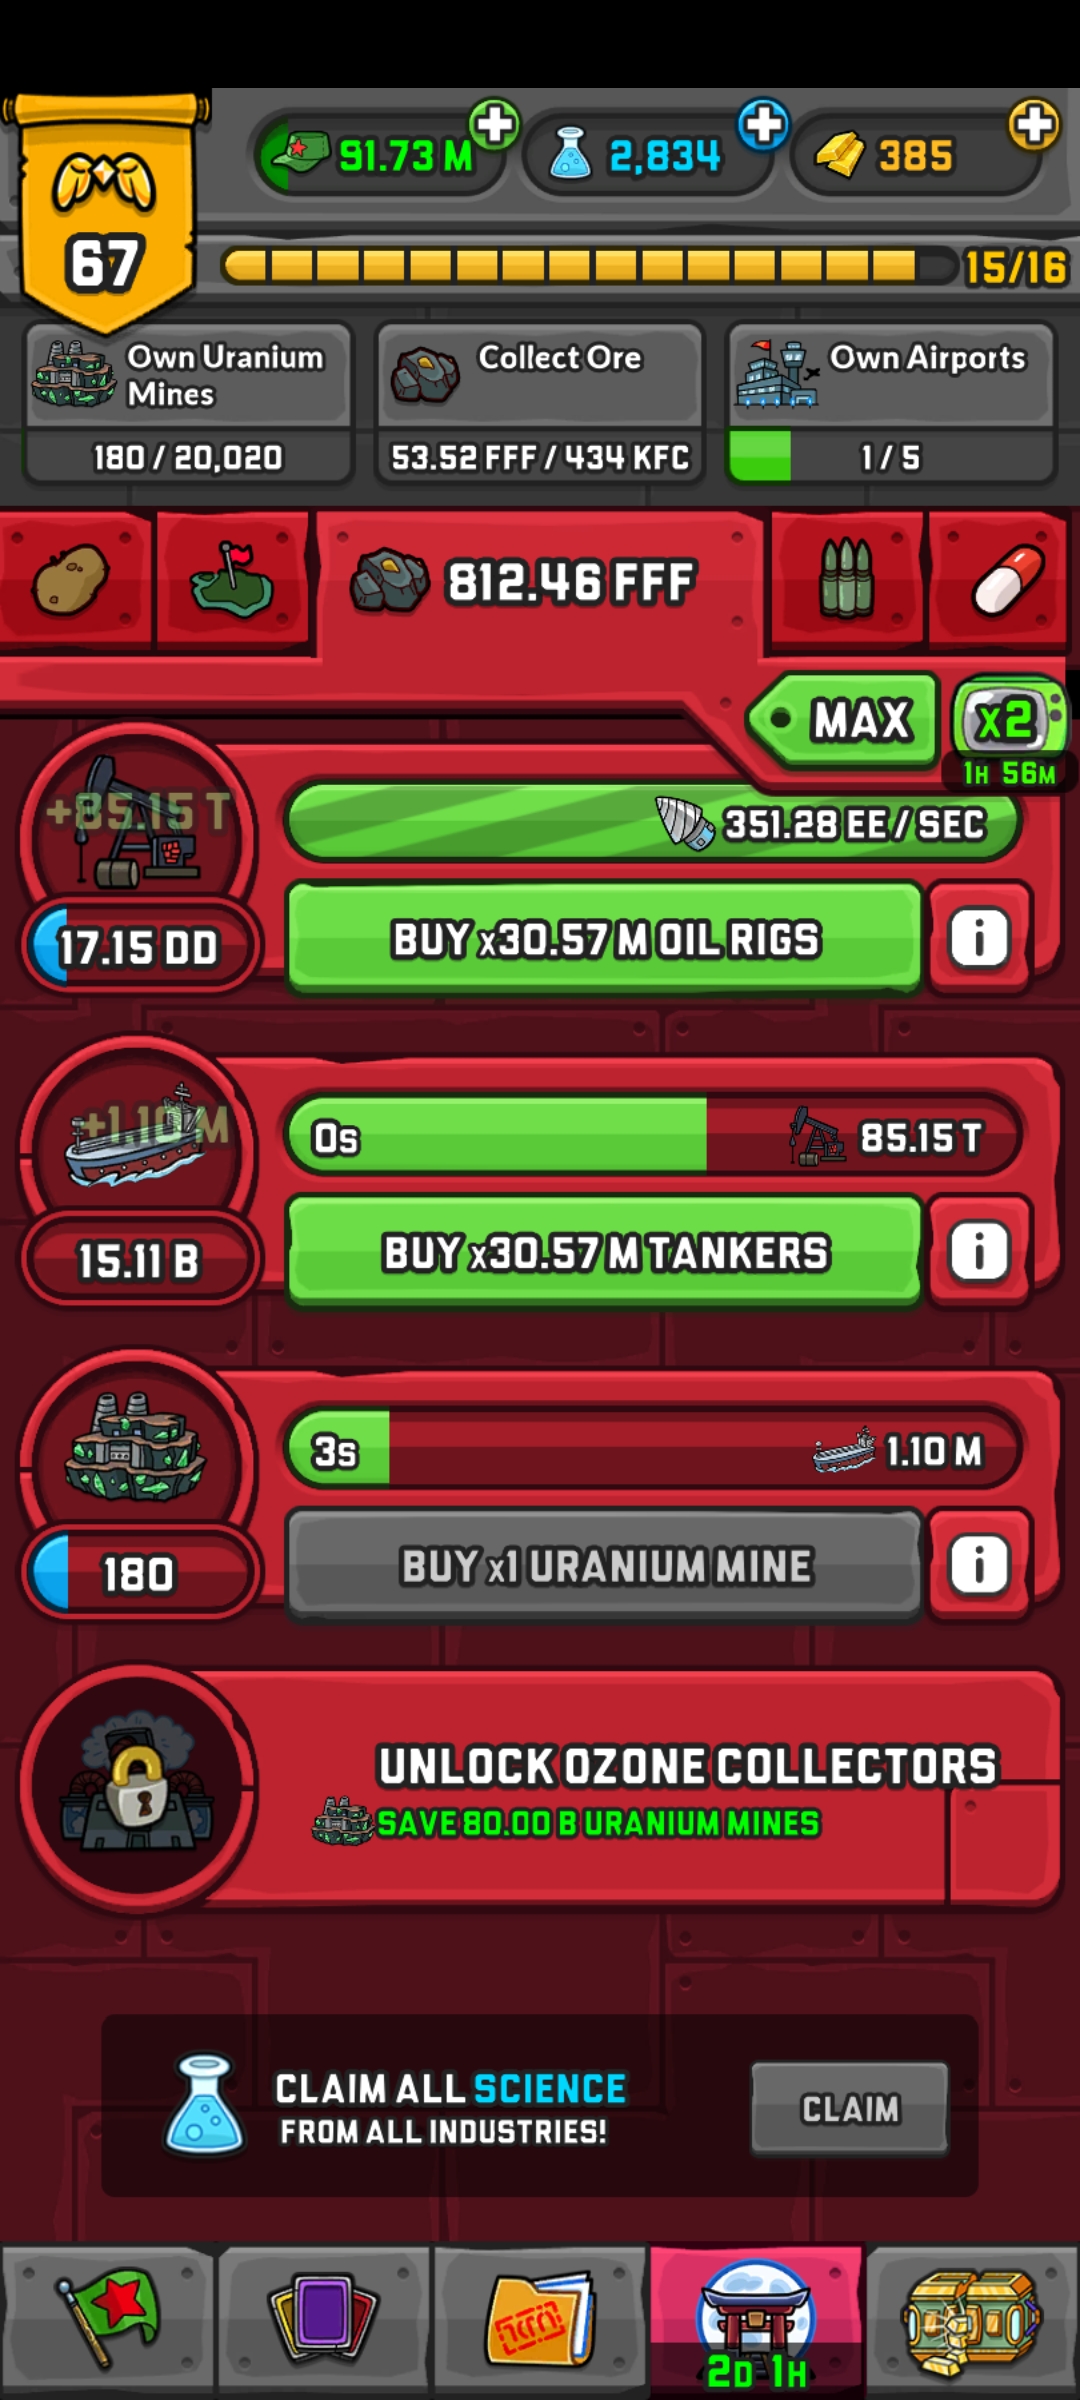 91.73 M
2,834
385
67
15/16
Own Uranium
Mines
180 / 20,020
Collect Ore
53.52 FFF / 434 KFC
Own Airports
1 / 5
812.46 FFF
MAX
x2
1H 56M
+85.15 T
351.28 EE / SEC
17.15 DD
BUY x30.57 M OIL RIGS
i
+1.10 M
0s
85.15 T
15.11 B
BUY x30.57 M TANKERS
i
3s
1.10 M
180
BUY x1 URANIUM MINE
i
UNLOCK OZONE COLLECTORS
SAVE 80.00 B URANIUM MINES
CLAIM ALL SCIENCE
FROM ALL INDUSTRIES!
CLAIM
2D 1H